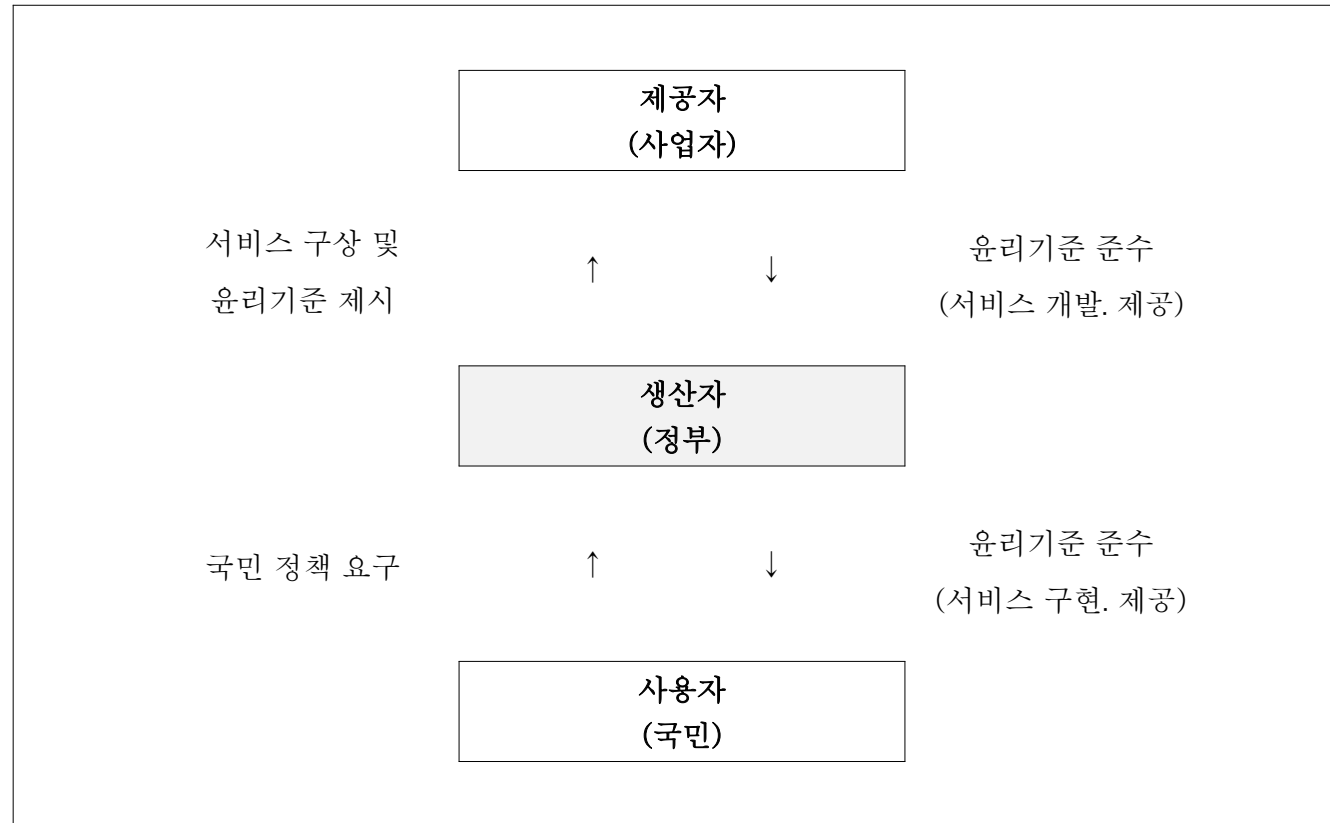 제공자
(사업자)
서비스 구상 및
윤리기준 제시
↑
↓
윤리기준 준수
(서비스 개발. 제공)
생산자
(정부)
국민 정책 요구
↑
↓
윤리기준 준수
(서비스 구현. 제공)
사용자
(국민)